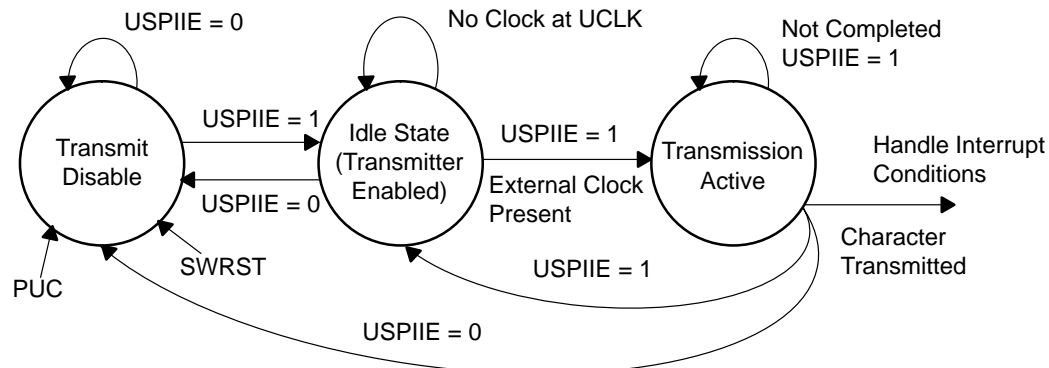 USPIIE = 0
No Clock at UCLK
Not Completed
USPIIE = 1
Transmit
Disable
USPIIE = 1
USPIIE = 0
Idle State
(Transmitter
Enabled)
USPIIE = 1
External Clock
Present
Transmission
Active
Handle Interrupt
Conditions
Character
Transmitted
PUC
SWRST
USPIIE = 1
USPIIE = 0